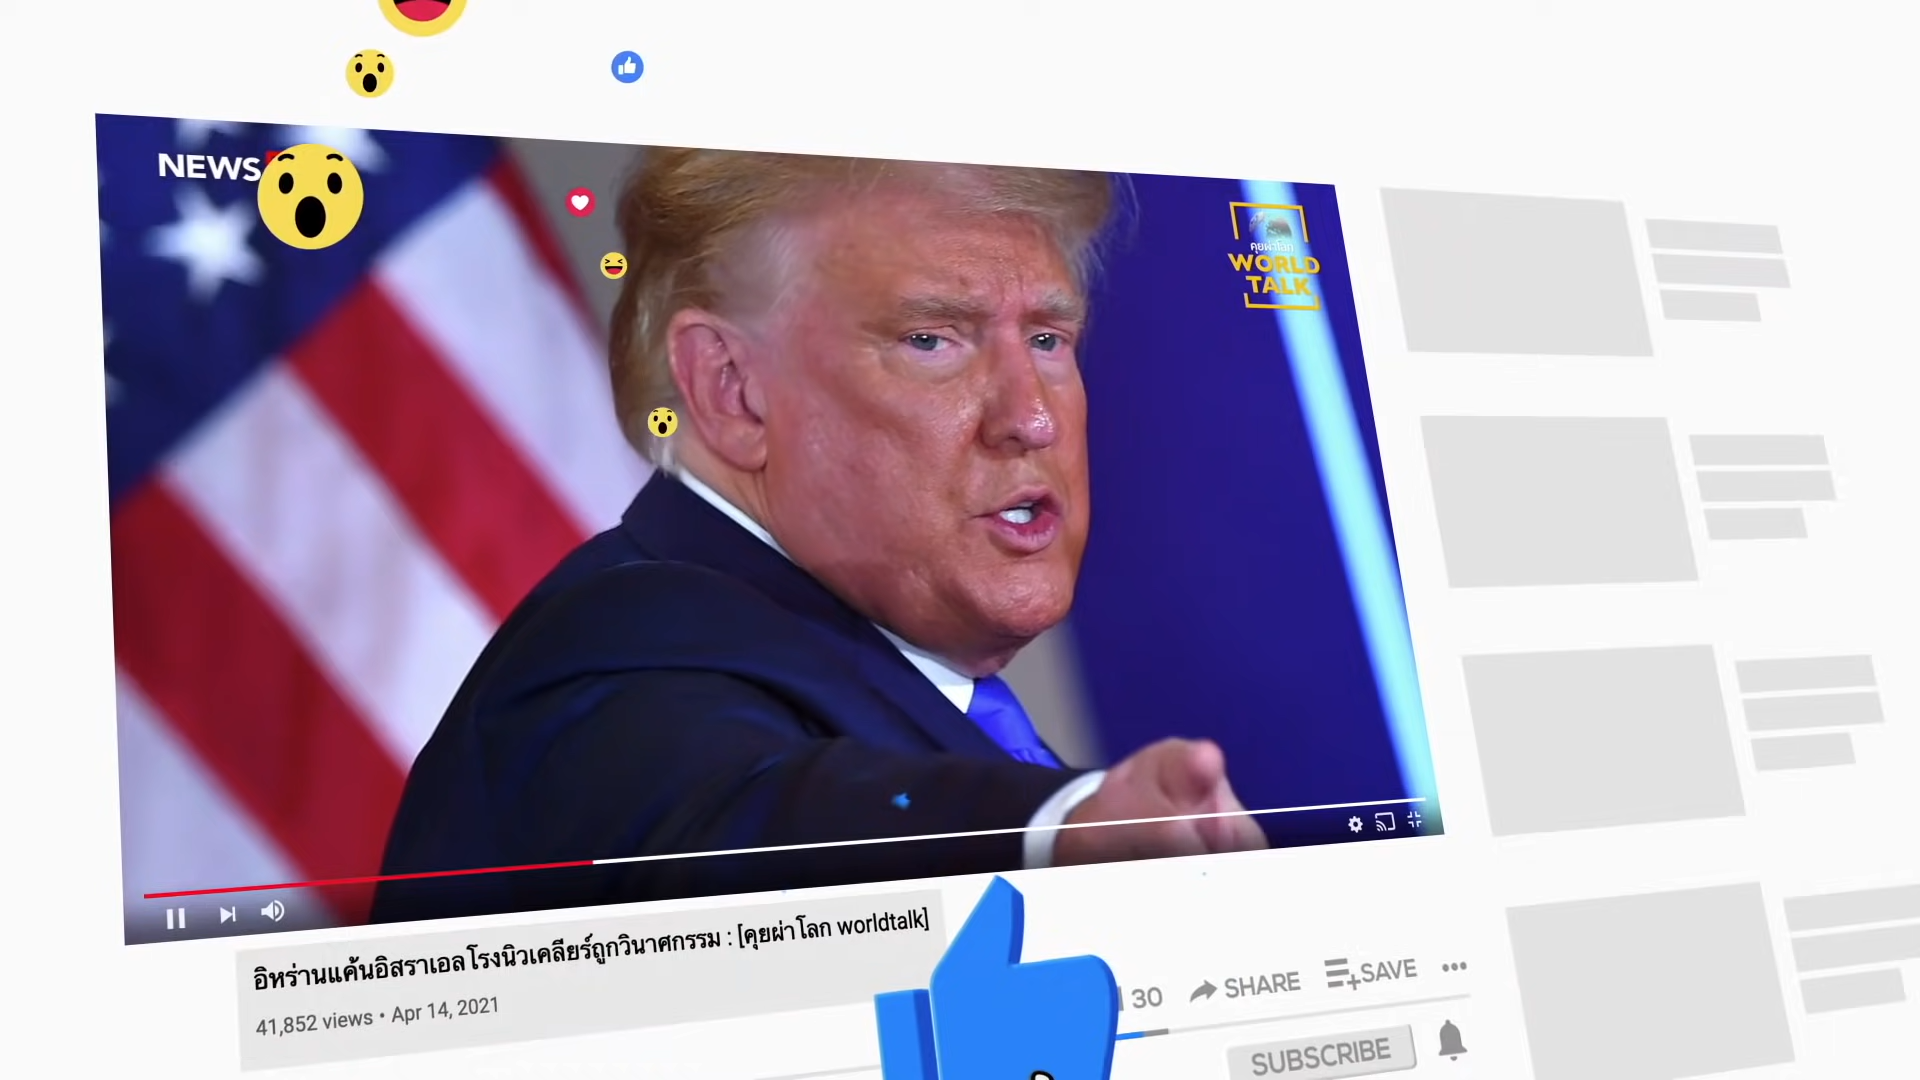 NEWS
คุยผ่าโลก
WORLD
TALK
อิหร่านแค้นอิสราเอลโรงนิวเคลียร์ถูกวินาศกรรม : [คุยผ่าโลก worldtalk]
41,852 views • Apr 14, 2021
30
SHARE
SAVE
SUBSCRIBE